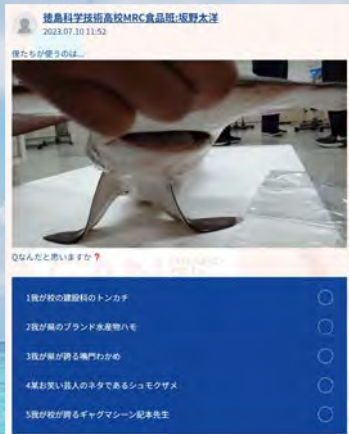 徳島科学技術高校MRC食品班:坂野太洋
2023.07.10 11:52
僕たちが使うのは...
Qなんだと思いますか❓
1我が校の建設科のトンカチ
2我が県のブランド水産物ハモ
3我が県が誇る鳴門わかめ
4某お笑い芸人のネタであるシュモクザメ
5我が校が誇るギャグマシーン記本先生